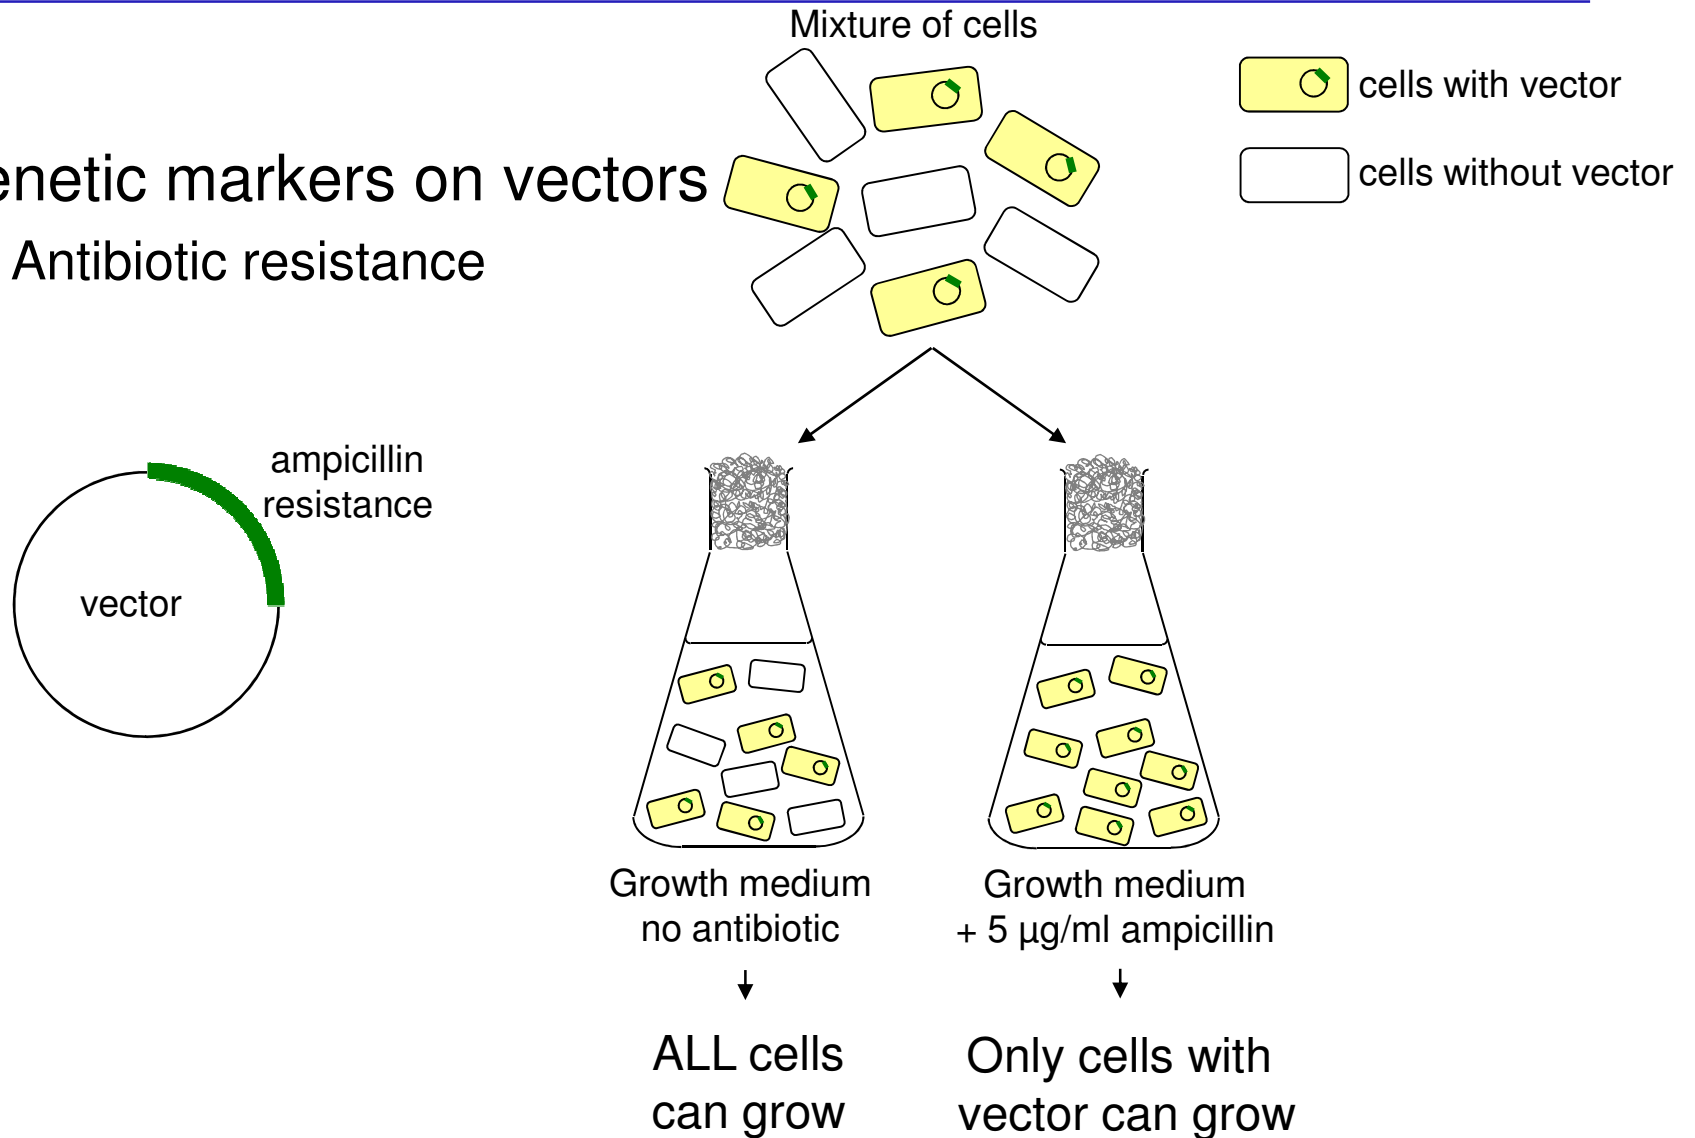 Mixture of cells
cells with vector
cells without vector
enetic markers on vectors
Antibiotic resistance
ampicillin
resistance
vector
Growth medium
no antibiotic
Growth medium
+ 5 µg/ml ampicillin
ALL cells
can grow
Only cells with
vector can grow